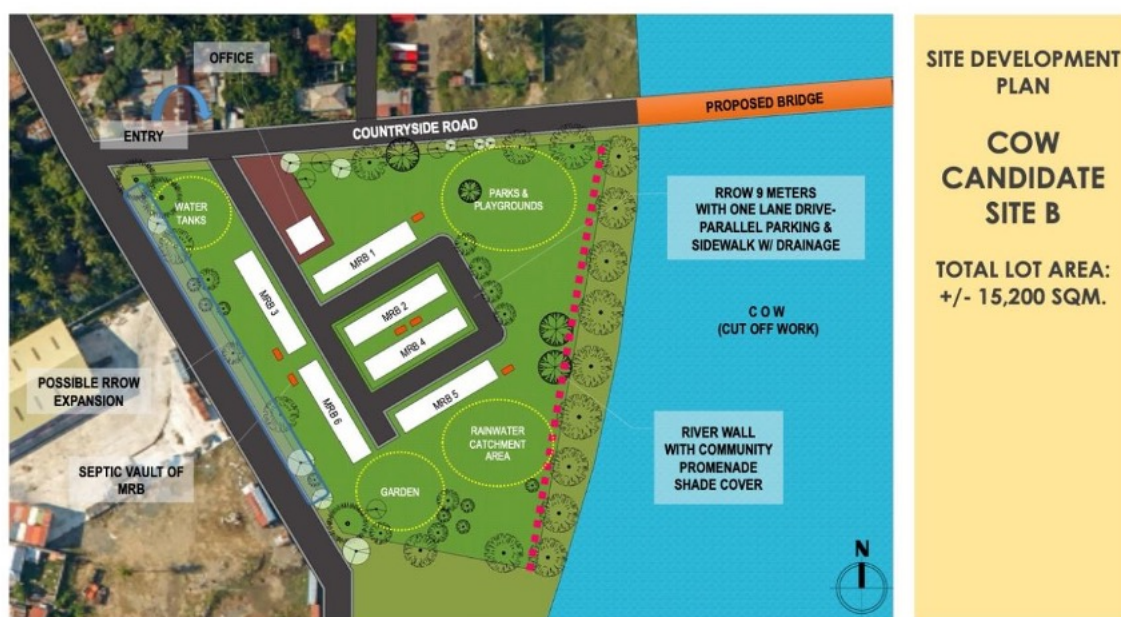 OFFICE
ENTRY
COUNTRYSIDE ROAD
PROPOSED BRIDGE
WATER
TANKS
PARKS &
PLAYGROUNDS
RROW 9 METERS
WITH ONE LANE DRIVE-
PARALLEL PARKING &
SIDEWALK W/ DRAINAGE
MRB 1
MRB 2
MRB 3
MRB 4
MRB 5
MRB 6
C O W
(CUT OFF WORK)
POSSIBLE RROW
EXPANSION
SEPTIC VAULT OF
MRB
RAINWATER
CATCHMENT
AREA
GARDEN
RIVER WALL
WITH COMMUNITY
PROMENADE
SHADE COVER
N
SITE DEVELOPMENT
PLAN
COW
CANDIDATE
SITE B
TOTAL LOT AREA:
+/- 15,200 SQM.